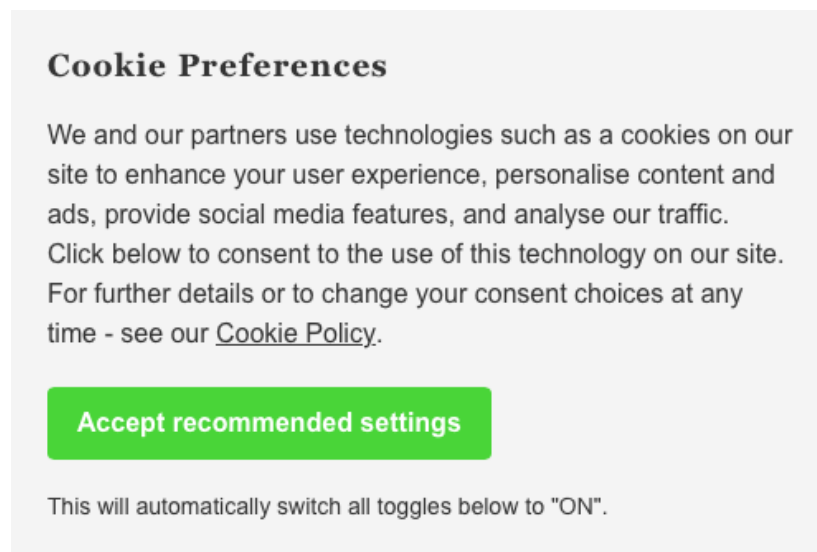 Cookie Preferences
We and our partners use technologies such as a cookies on our
site to enhance your user experience, personalise content and
ads, provide social media features, and analyse our traffic.
Click below to consent to the use of this technology on our site.
For further details or to change your consent choices at any
time - see our Cookie Policy.
Accept recommended settings
This will automatically switch all toggles below to "ON".